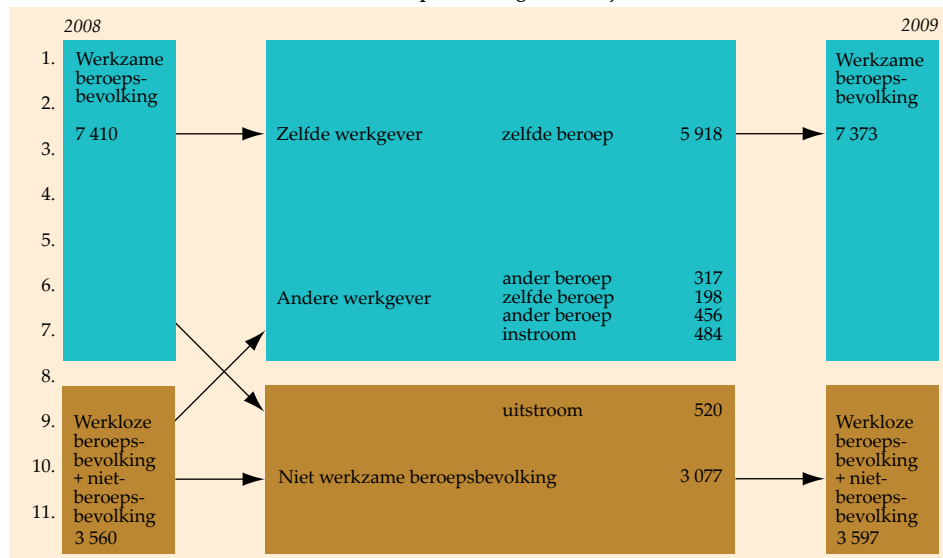 2008
2009
1.
2.
3.
4.
5.
6.
7.
8.
9.
10.
11.
Werkzame
beroeps-
bevolking
7 410
Zelfde werkgever zelfde beroep 5 918
ander beroep 317
Andere werkgever zelfde beroep 198
ander beroep 456
instroom 484
Werkzame
beroeps-
bevolking
7 373
Werkloze
beroeps-
bevolking
+ niet-
beroeps-
bevolking
3 560
uitstroom 520
Niet werkzame beroepsbevolking 3 077
Werkloze
beroeps-
bevolking
+ niet-
beroeps-
bevolking
3 597